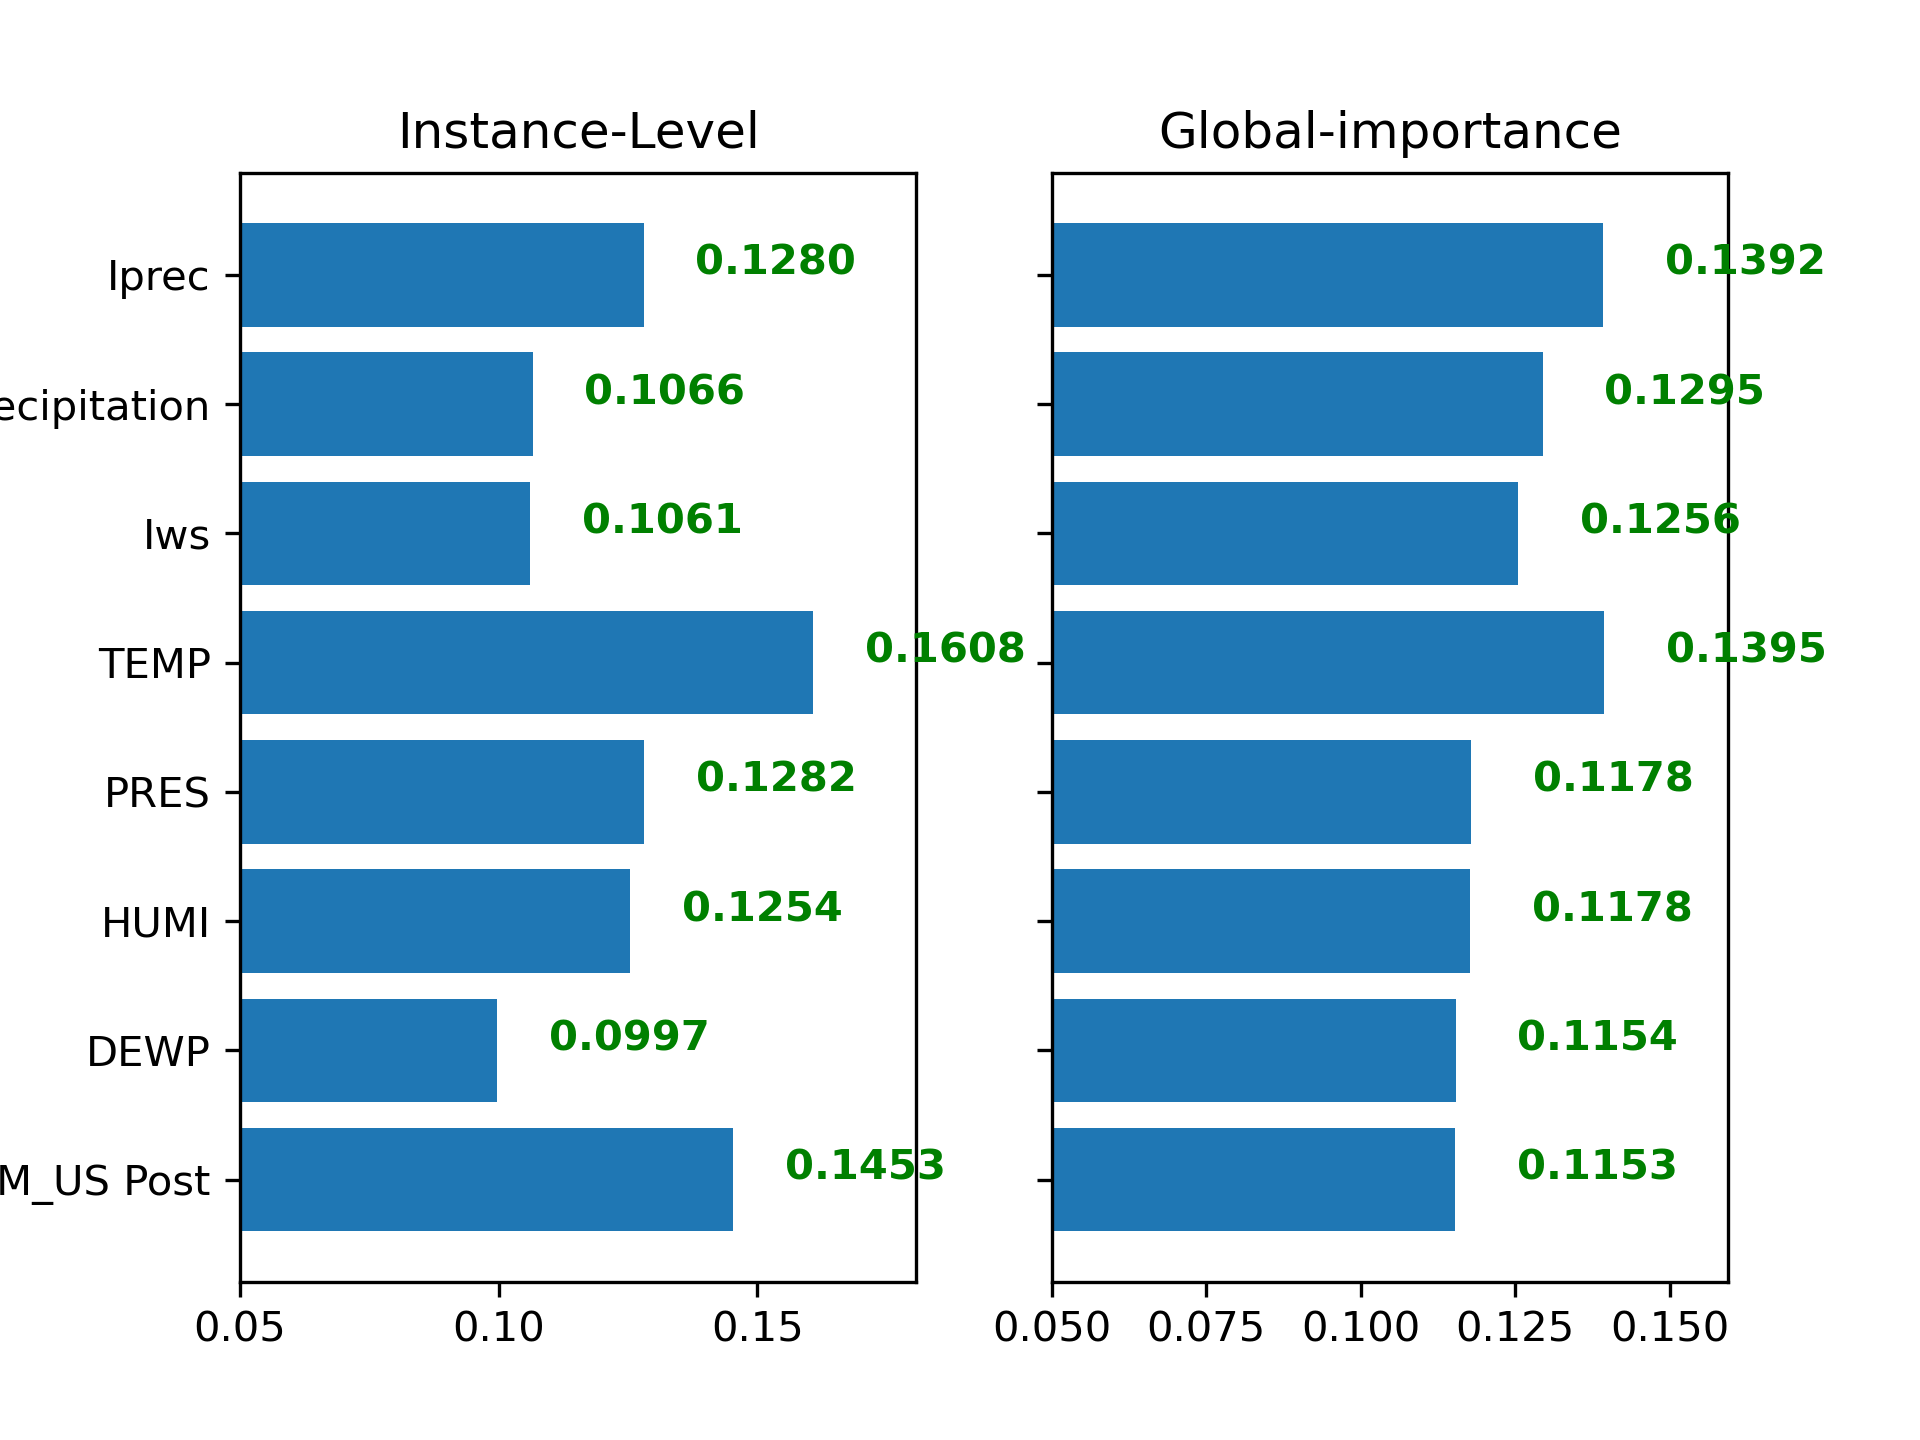 Instance-Level Global-importance
Iprec 0.1280 0.1392
ecipitation 0.1066 0.1295
Iws 0.1061 0.1256
TEMP 0.1608 0.1395
PRES 0.1282 0.1178
HUMI 0.1254 0.1178
DEWP 0.0997 0.1154
M_US Post 0.1453 0.1153
0.05 0.10 0.15 0.050 0.075 0.100 0.125 0.150